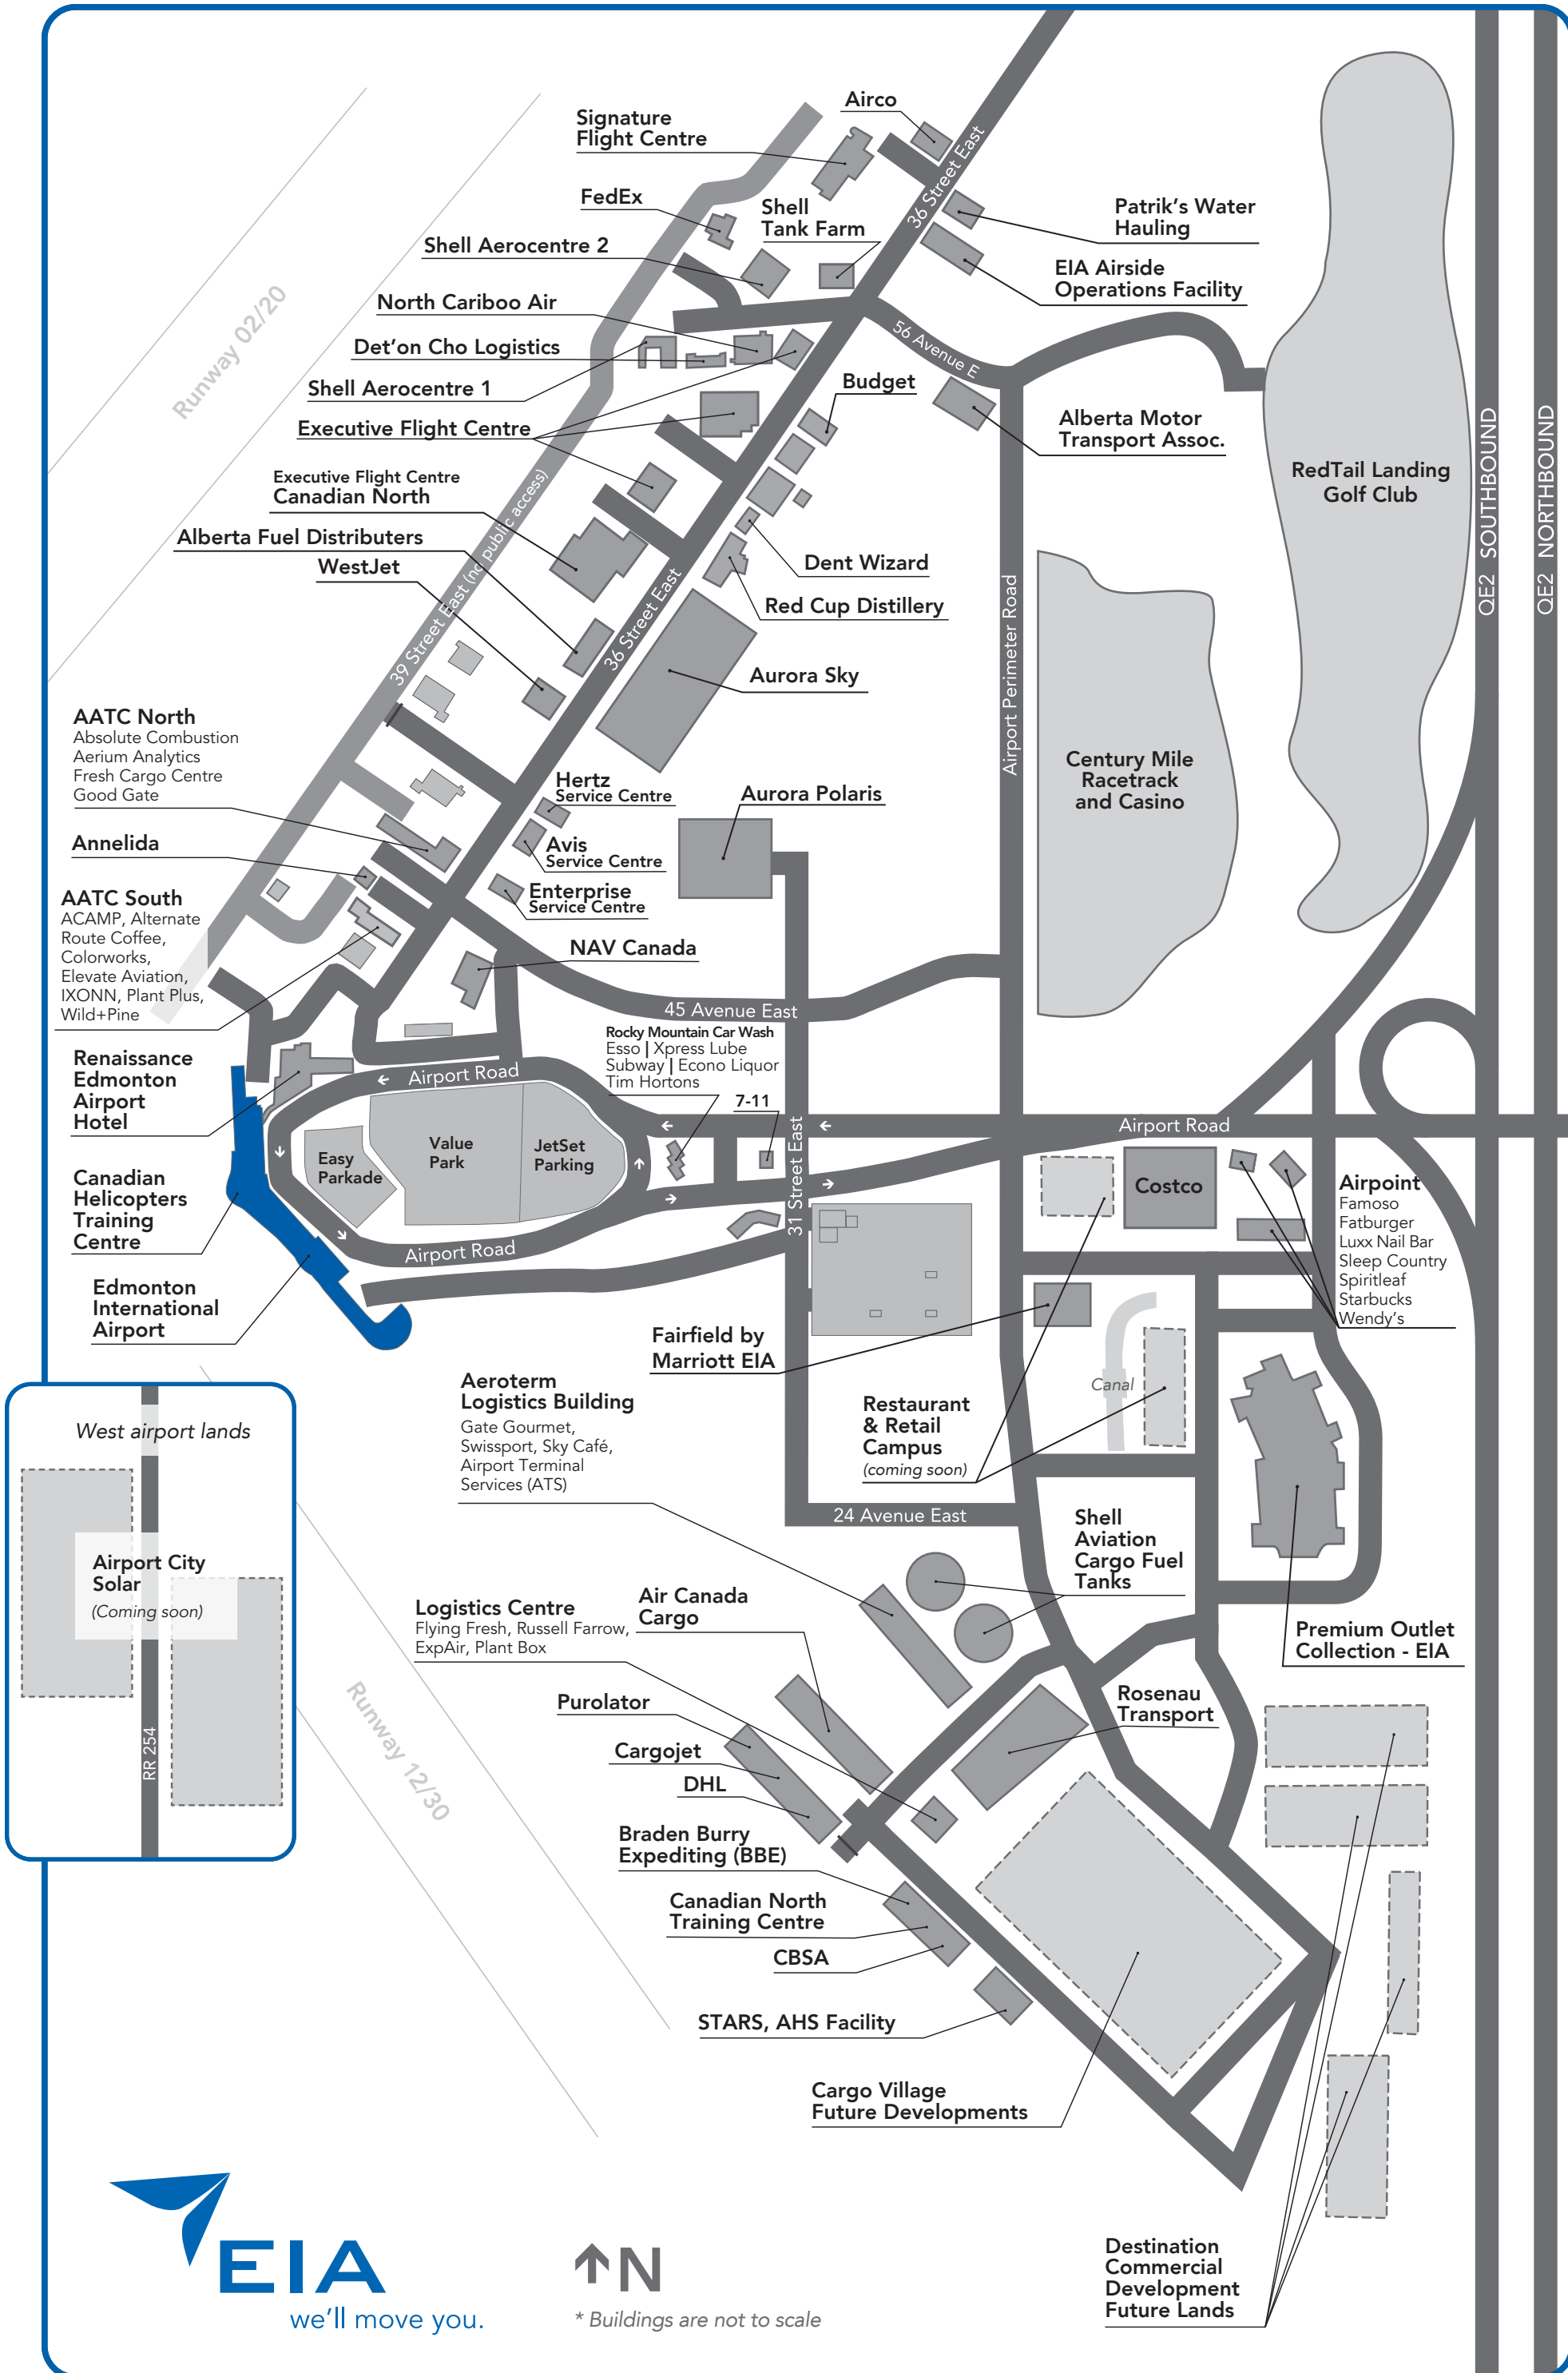 Airco
Signature
Flight Centre
36 Street East
FedEx
Shell
Tank Farm
Patrik's Water
Hauling
Shell Aerocentre 2
EIA Airside
Operations Facility
North Cariboo Air
Runway 02/20
56 Avenue E
Det'on Cho Logistics
Shell Aerocentre 1
Budget
Executive Flight Centre
Alberta Motor
Transport Assoc.
RedTail Landing
Golf Club
QE2 SOUTHBOUND
QE2 NORTHBOUND
Executive Flight Centre
Canadian North
39 Street East (no public access)
Alberta Fuel Distributers
WestJet
Dent Wizard
Red Cup Distillery
36 Street East
Airport Perimeter Road
Aurora Sky
AATC North
Absolute Combustion
Aerium Analytics
Fresh Cargo Centre
Good Gate
Century Mile
Racetrack
and Casino
Hertz
Service Centre
Aurora Polaris
Annelida
Avis
Service Centre
AATC South
ACAMP, Alternate
Route Coffee,
Colorworks,
Elevate Aviation,
IXONN, Plant Plus,
Wild+Pine
Enterprise
Service Centre
NAV Canada
45 Avenue East
Rocky Mountain Car Wash
Esso | Xpress Lube
Subway | Econo Liquor
Tim Hortons
Renaissance
Edmonton
Airport
Hotel
Airport Road
7-11
Airport Road
31 Street East
Easy
Parkade
Value
Park
JetSet
Parking
Costco
Canadian
Helicopters
Training
Centre
Airpoint
Famoso
Fatburger
Luxx Nail Bar
Sleep Country
Spiritleaf
Starbucks
Wendy's
Airport Road
Edmonton
International
Airport
Fairfield by
Marriott EIA
Canal
Aeroterm
Logistics Building
Gate Gourmet,
Swissport, Sky Café,
Airport Terminal
Services (ATS)
Restaurant
& Retail
Campus
(coming soon)
West airport lands
24 Avenue East
Shell
Aviation
Cargo Fuel
Tanks
Airport City
Solar
(Coming soon)
RR 254
Air Canada
Cargo
Logistics Centre
Flying Fresh, Russell Farrow,
ExpAir, Plant Box
Premium Outlet
Collection - EIA
Runway 12/30
Purolator
Rosenau
Transport
Cargojet
DHL
Braden Burry
Expediting (BBE)
Canadian North
Training Centre
CBSA
STARS, AHS Facility
Cargo Village
Future Developments
Destination
Commercial
Development
Future Lands
EIA
we'll move you.
N
* Buildings are not to scale